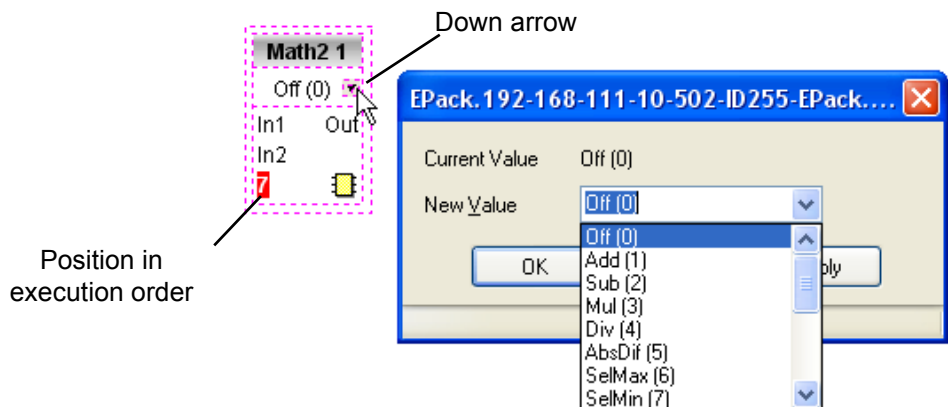 Down arrow
Math2 1
Off (0)
In1 Out
In2
7
Position in
execution order
EPack.192-168-111-10-502-ID255-EPack....
Current Value Off (0)
New Value Off (0)
Off (0)
Add (1)
Sub (2)
Mul (3)
Div (4)
AbsDif (5)
SelMax (6)
SelMin (7)
OK